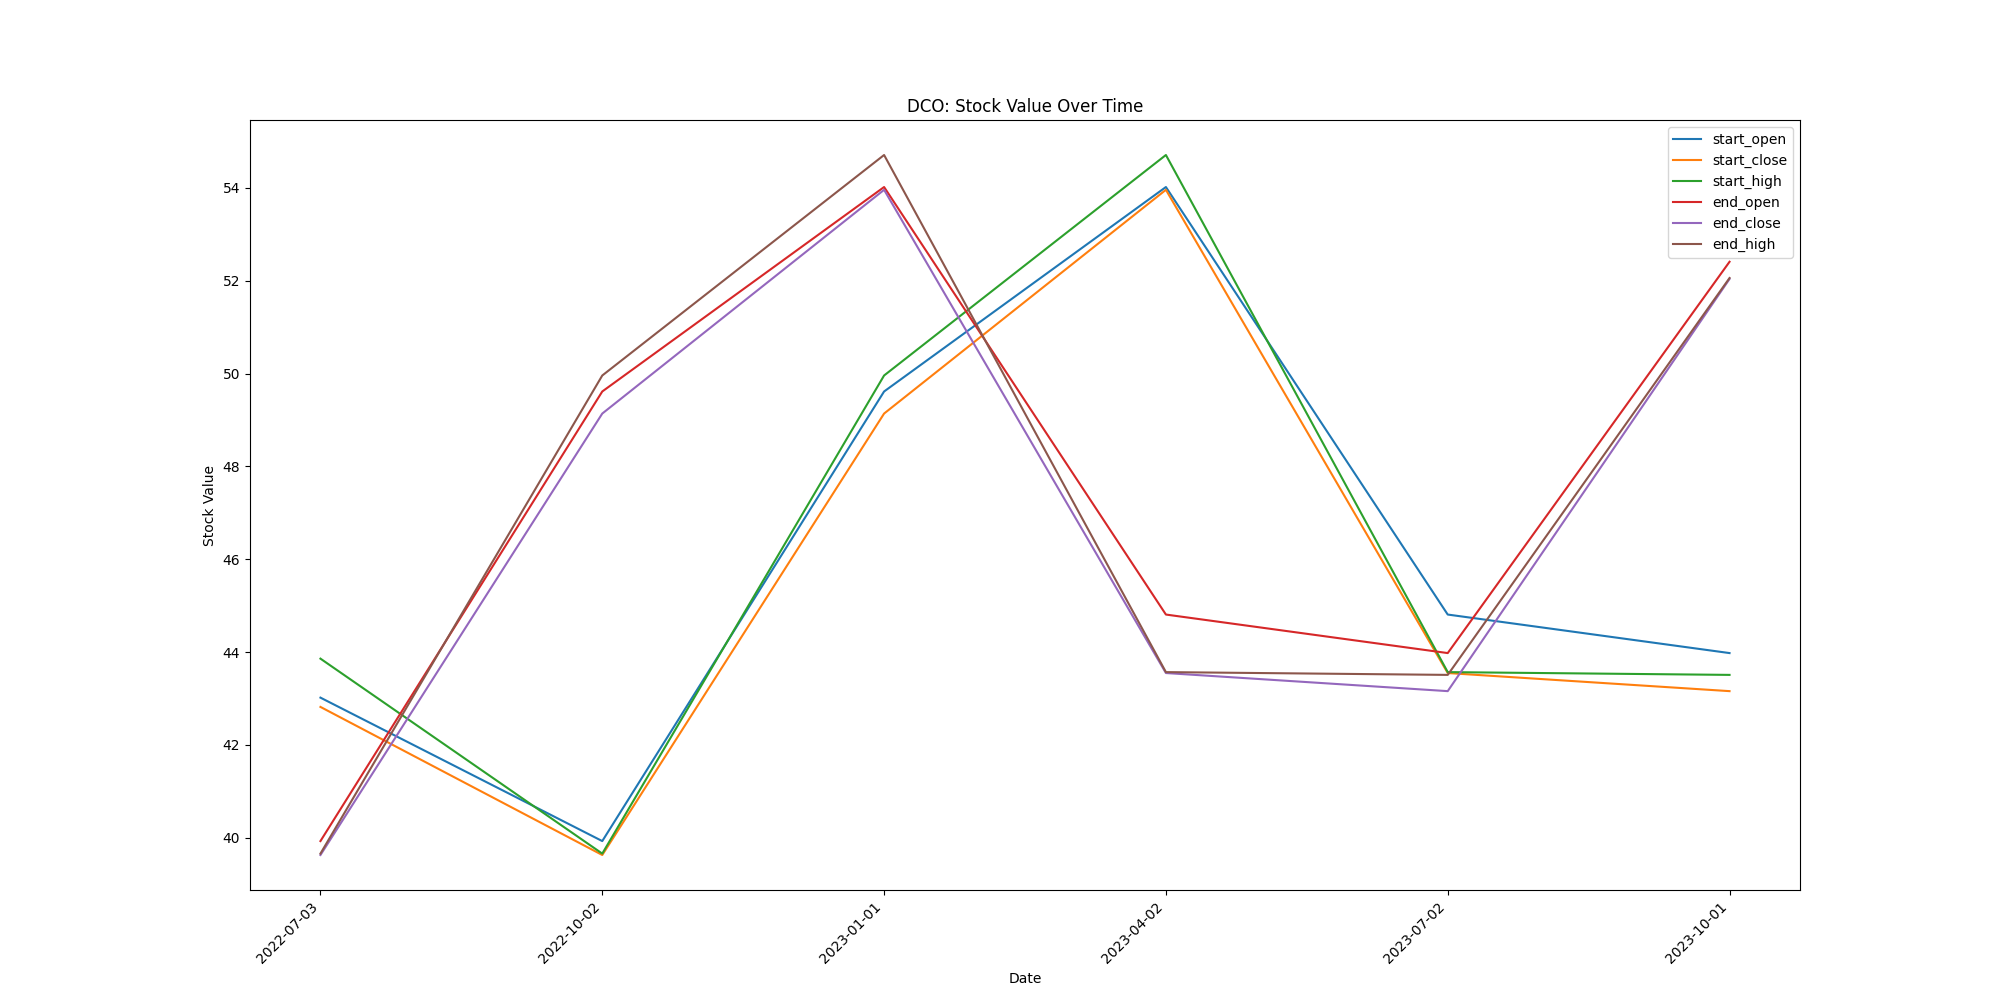 DCO: Stock Value Over Time
start_open
start_close
start_high
end_open
end_close
end_high
54
52
50
48
46
44
42
40
Stock Value
2022-07-03
2022-10-02
2023-01-01
2023-04-02
2023-07-02
2023-10-01
Date